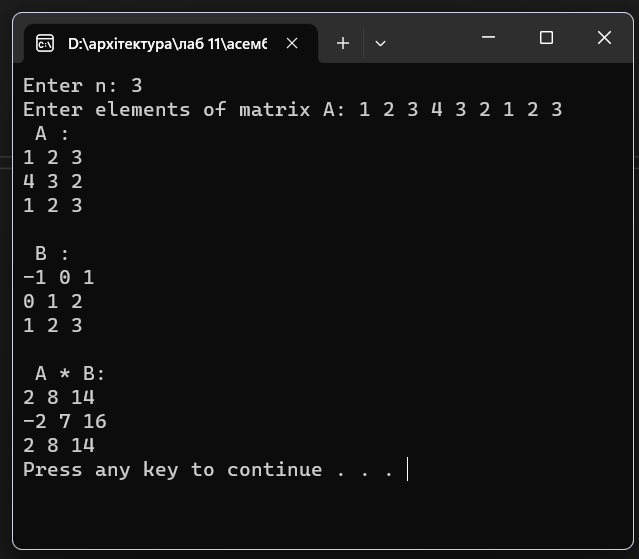 D:\архітектура\лаб 11\асемб
Enter n: 3
Enter elements of matrix A: 1 2 3 4 3 2 1 2 3
A :
1 2 3
4 3 2
1 2 3
B :
-1 0 1
0 1 2
1 2 3
A * B:
2 8 14
-2 7 16
2 8 14
Press any key to continue . . .